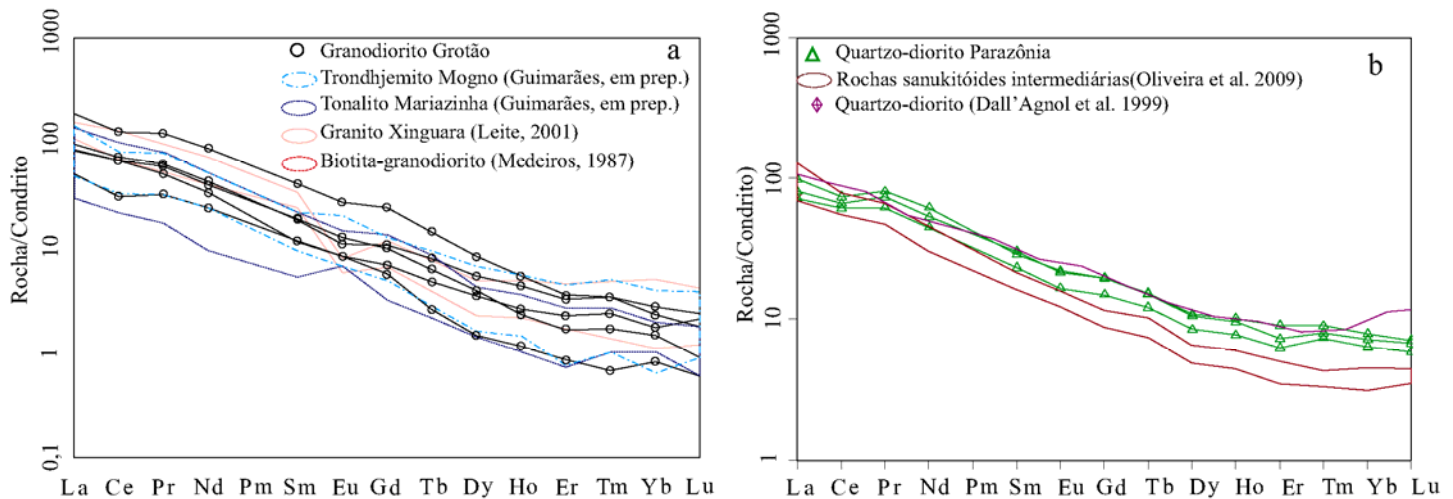 1000
100
10
1
0,1
Rocha/Condrito
a
Granodiorito Grotão
Trondhjemito Mogno (Guimarães, em prep.)
Tonalito Mariazinha (Guimarães, em prep.)
Granito Xinguara (Leite, 2001)
Biotita-granodiorito (Medeiros, 1987)
La Ce Pr Nd Pm Sm Eu Gd Tb Dy Ho Er Tm Yb Lu
1000
100
10
1
Rocha/Condrito)
b
Quartzo-diorito Parazônia
Rochas sanukitóides intermediárias(Oliveira et al. 2009)
Quartzo-diorito (Dall'Agnol et al. 1999)
La Ce Pr Nd Pm Sm Eu Gd Tb Dy Ho Er Tm Yb Lu